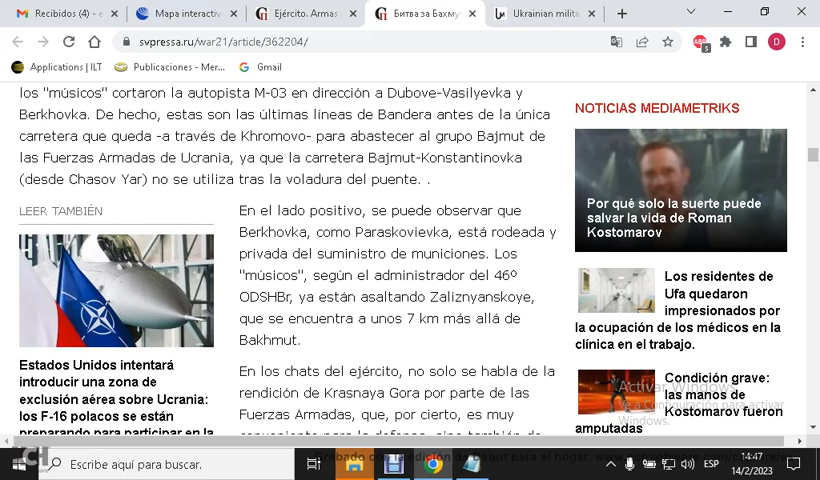 Recibidos (4) - e
Mapa interactiv
Ejército. Armas
Битва за Бахму
Ukrainian milita
svpressa.ru/war21/article/362204/
Applications | ILT
Publicaciones - Mer...
Gmail
los "músicos" cortaron la autopista M-03 en dirección a Dubove-Vasilyevka y
Berkhovka. De hecho, estas son las últimas líneas de Bandera antes de la única
carretera que queda -a través de Khromovo- para abastecer al grupo Bajmut de
las Fuerzas Armadas de Ucrania, ya que la carretera Bajmut-Konstantinovka
(desde Chasov Yar) no se utiliza tras la voladura del puente. .
LEER TAMBIÉN
Estados Unidos intentará
introducir una zona de
exclusión aérea sobre Ucrania:
los F-16 polacos se están
preparando para participar en la
En el lado positivo, se puede observar que
Berkhovka, como Paraskovievka, está rodeada y
privada del suministro de municiones. Los
"músicos", según el administrador del 46º
ODSHBr, ya están asaltando Zaliznyanskoye,
que se encuentra a unos 7 km más allá de
Bakhmut.
En los chats del ejército, no solo se habla de la
rendición de Krasnaya Gora por parte de las
Fuerzas Armadas, que, por cierto, es muy
conveniente para la defensa, sino también de
NOTICIAS MEDIAMETRIKS
Por qué solo la suerte puede
salvar la vida de Roman
Kostomarov
Los residentes de
Ufa quedaron
impresionados por
la ocupación de los médicos en la
clínica en el trabajo.
Condición grave:
las manos de
Kostomarov fueron
amputadas
Activar Windows
Ve a Configuración para activar
Windows.
Escribe aquí para buscar.
ESP
14:47
14/2/2023